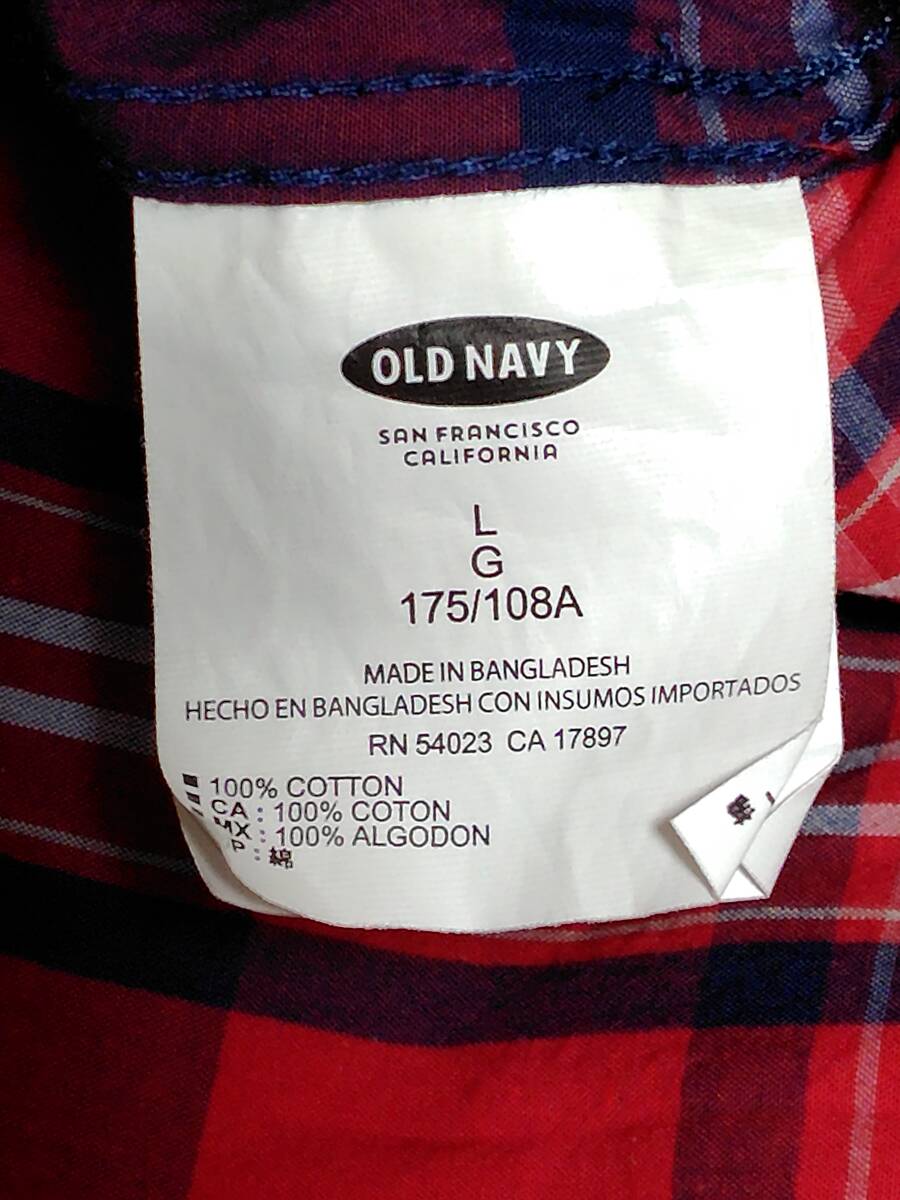 OLD NAVY
SAN FRANCISCO
CALIFORNIA
L
G
175/108A
MADE IN BANGLADESH
HECHO EN BANGLADESH CON INSUMOS IMPORTADOS
RN 54023 CA 17897
100% COTTON
CA : 100% COTON
MX : 100% ALGODON
P : 綿